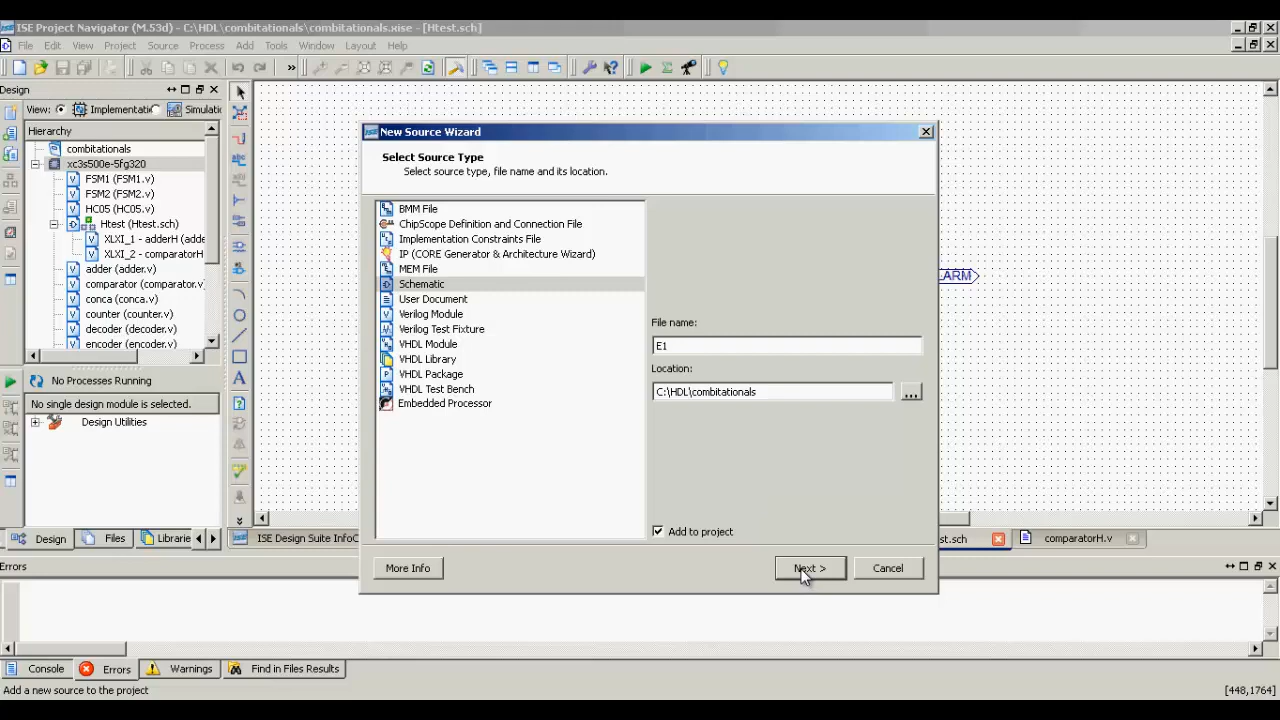 ISE Project Navigator (M.53d) - C:\HDL\combitationals\combitationals.xise - [Htest.sch]
File Edit View Project Source Process Add Tools Window Layout Help
»
Design
View: Implementatic Simulati
Hierarchy
combitationals
xc3s500e-5fg320
FSM1 (FSM1.v)
FSM2 (FSM2.v)
HC05 (HC05.v)
Htest (Htest.sch)
XLXI_1 - adderH (adde
XLXI_2 - comparatorH
adder (adder.v)
comparator (comparator.v)
conca (conca.v)
counter (counter.v)
decoder (decoder.v)
encoder (encoder.v)
No Processes Running
No single design module is selected.
Design Utilities
Design Files Librarie
New Source Wizard
Select Source Type
Select source type, file name and its location.
BMM File
ChipScope Definition and Connection File
Implementation Constraints File
IP (CORE Generator & Architecture Wizard)
MEM File
Schematic
User Document
Verilog Module
Verilog Test Fixture
VHDL Module
VHDL Library
VHDL Package
VHDL Test Bench
Embedded Processor
File name:
E1
Location:
C:\HDL\combitationals
...
Add to project
More Info Next > Cancel
LARM
ISE Design Suite InfoC st.sch comparatorH.v
Errors
Console Errors Warnings Find in Files Results
Add a new source to the project [448,1764]